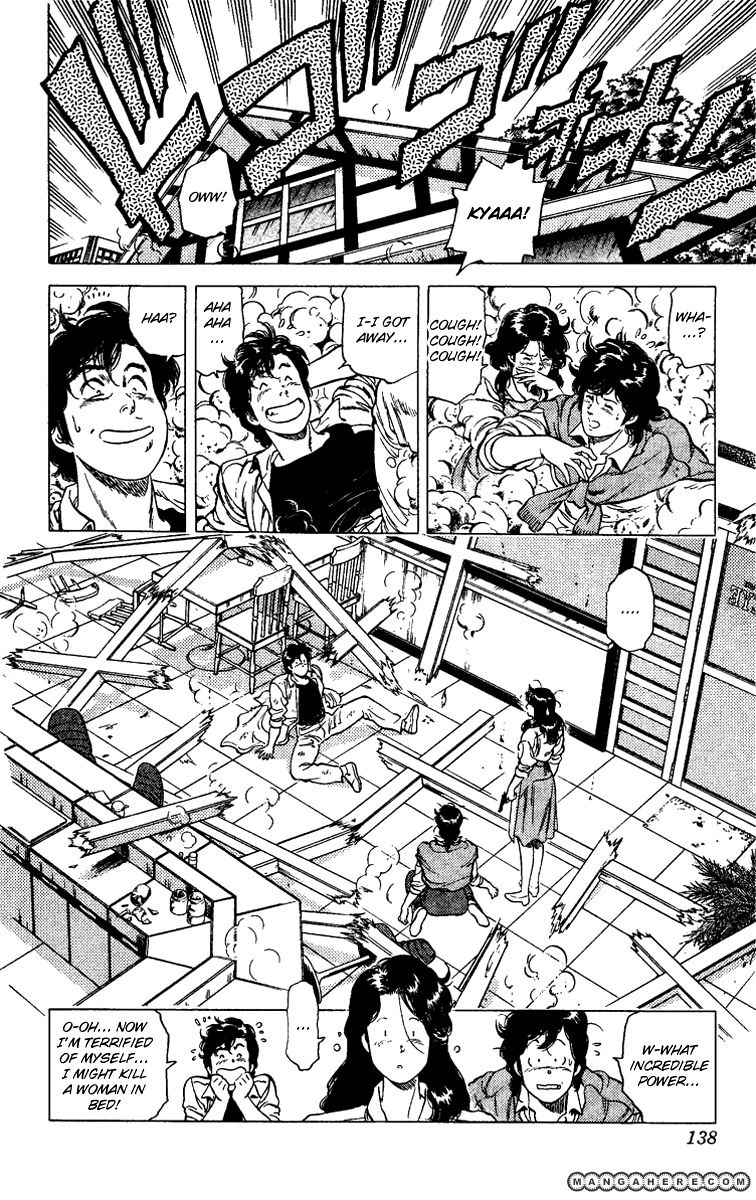 KYAAA!
OWW!
WHA-
...?
COUGH!
COUGH!
COUGH!
I-I GOT
AWAY...
AHA
AHA
...
HAA?
....
W-WHAT
INCREDIBLE
POWER...
...
O-OH... NOW
I'M TERRIFIED
OF MYSELF...
I MIGHT KILL
A WOMAN IN
BED!
138
MANGAHERE.COM